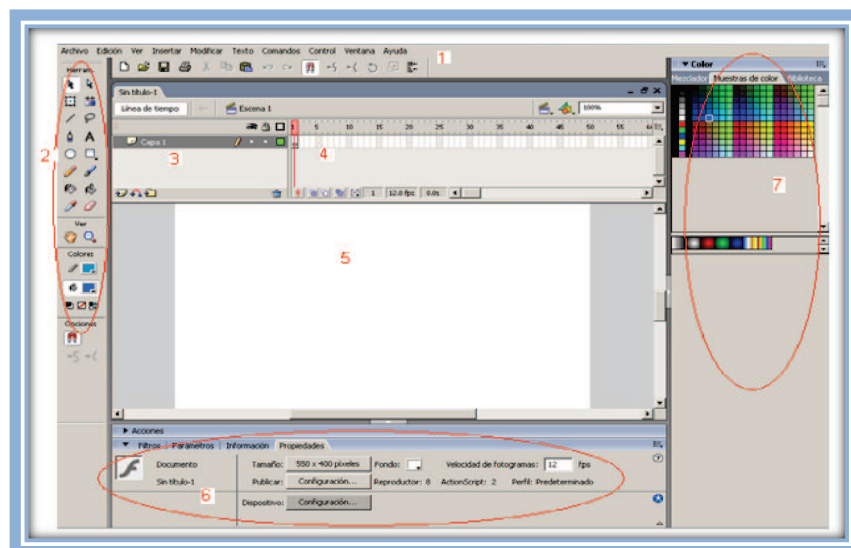 Archivo Edición Ver Insertar Modificar Texto Comandos Control Ventana Ayuda
1
Herram.
Color
Mezclador Muestras de color Biblioteca
Sin título-1
Línea de tiempo Escena 1 100%
1 5 10 15 20 25 30 35 40 45 50 55 60
Capa 1
2
3
4
1 12.0 fps 0.0s
7
Ver
5
Colores
Opciones
Acciones
Filtros Parámetros Información Propiedades
Documento Tamaño: 550 x 400 píxeles Fondo: Velocidad de fotogramas: 12 fps
Sin título-1 Publicar: Configuración... Reproductor: 8 ActionScript: 2 Perfil: Predeterminado
6
Dispositivo: Configuración...